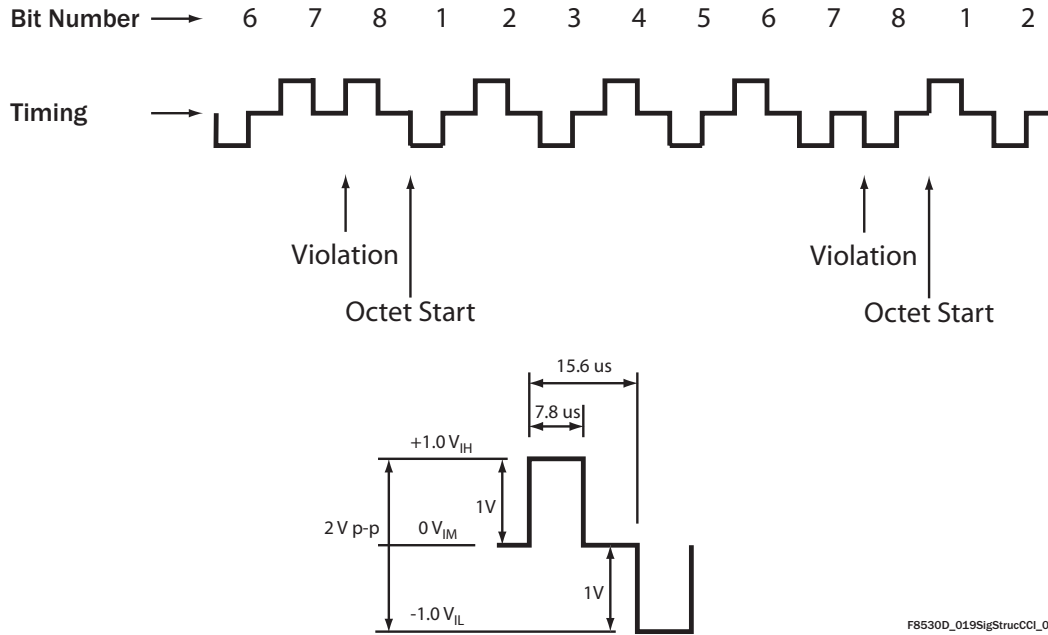 Bit Number 6 7 8 1 2 3 4 5 6 7 8 1 2
Timing
Violation Violation
Octet Start Octet Start
15.6 us
7.8 us
+1.0 VIH
1V
2 V p-p 0 VIM
1V
-1.0 VIL
F8530D_019SigStrucCCI_0